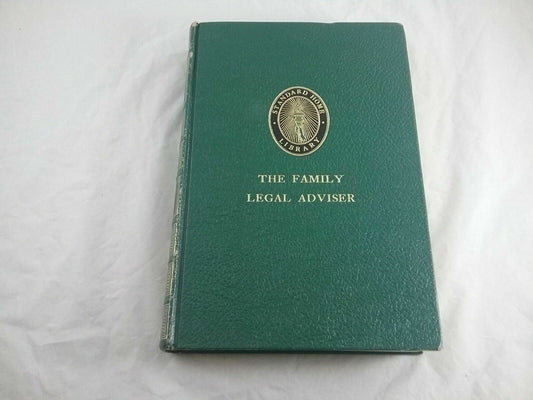 STANDARD HOME
LIBRARY
THE FAMILY
LEGAL ADVISER